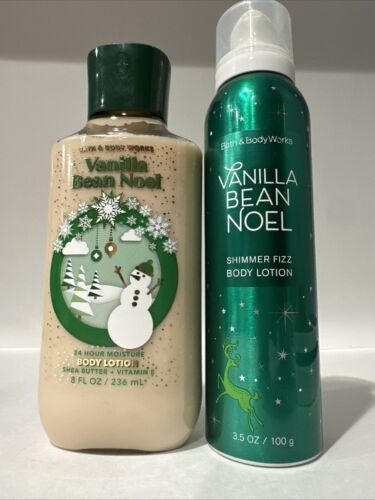 BATH & BODY WORKS
Vanilla
Bean Noel
24 HOUR MOISTURE
BODY LOTION
SHEA BUTTER + VITAMIN E
8 FL OZ / 236 mL
Bath & Body Works
VANILLA
BEAN
NOEL
SHIMMER FIZZ
BODY LOTION
3.5 OZ / 100 g